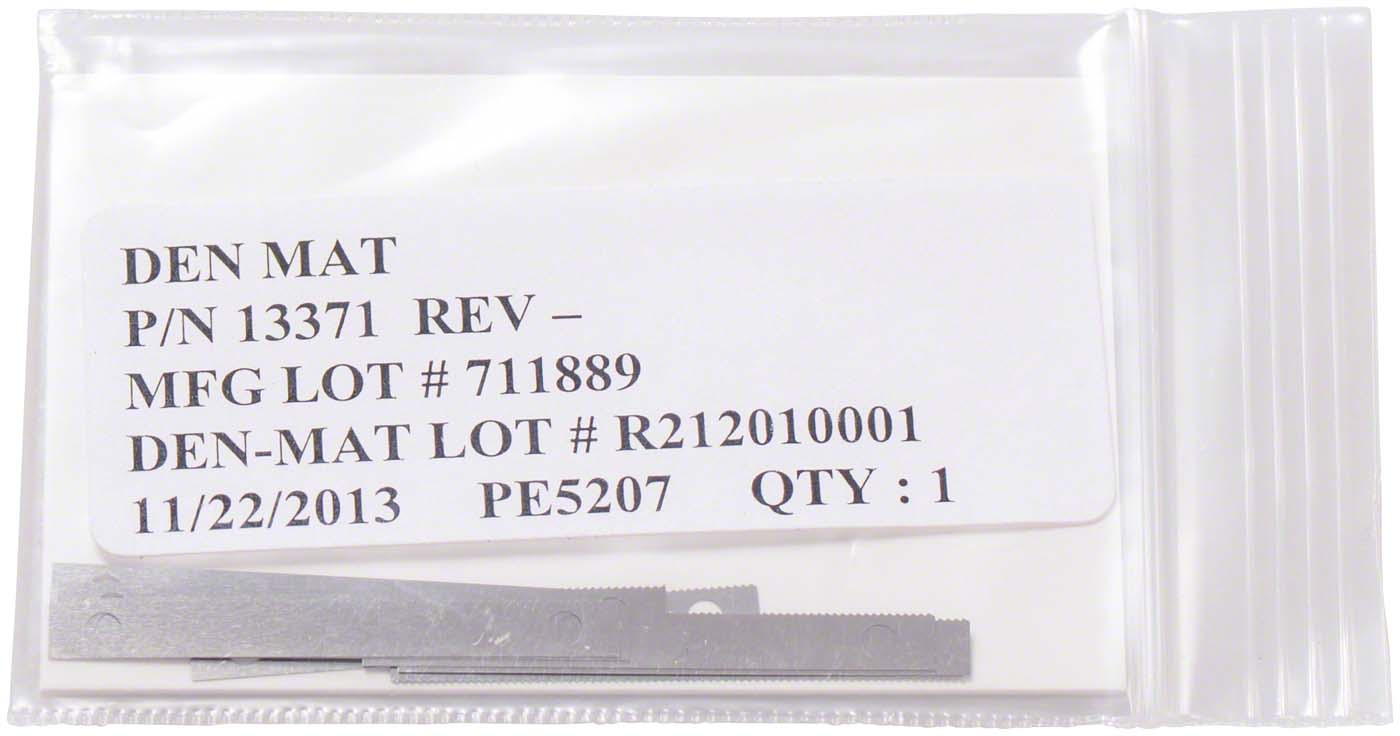 DEN MAT
P/N 13371 REV –
MFG LOT # 711889
DEN-MAT LOT # R212010001
11/22/2013 PE5207 QTY : 1